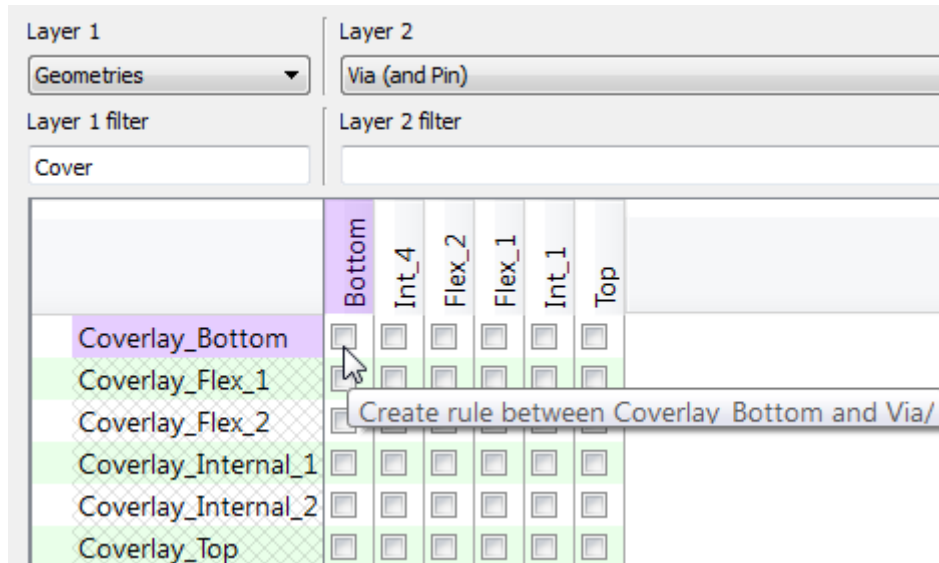 Layer 1
Layer 2
Geometries
Via (and Pin)
Layer 1 filter
Layer 2 filter
Cover
Bottom
Int_4
Flex_2
Flex_1
Int_1
Top
Coverlay_Bottom
Coverlay_Flex_1
Coverlay_Flex_2
Create rule between Coverlay_Bottom and Via/
Coverlay_Internal_1
Coverlay_Internal_2
Coverlay_Top